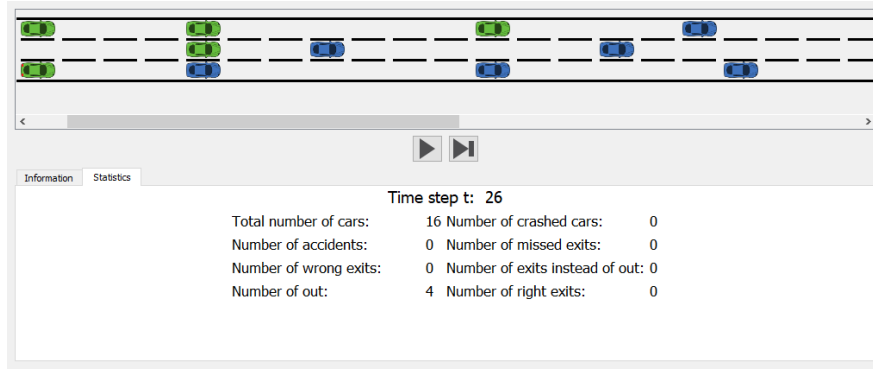 Information Statistics
Time step t: 26
Total number of cars: 16 Number of crashed cars: 0
Number of accidents: 0 Number of missed exits: 0
Number of wrong exits: 0 Number of exits instead of out: 0
Number of out: 4 Number of right exits: 0